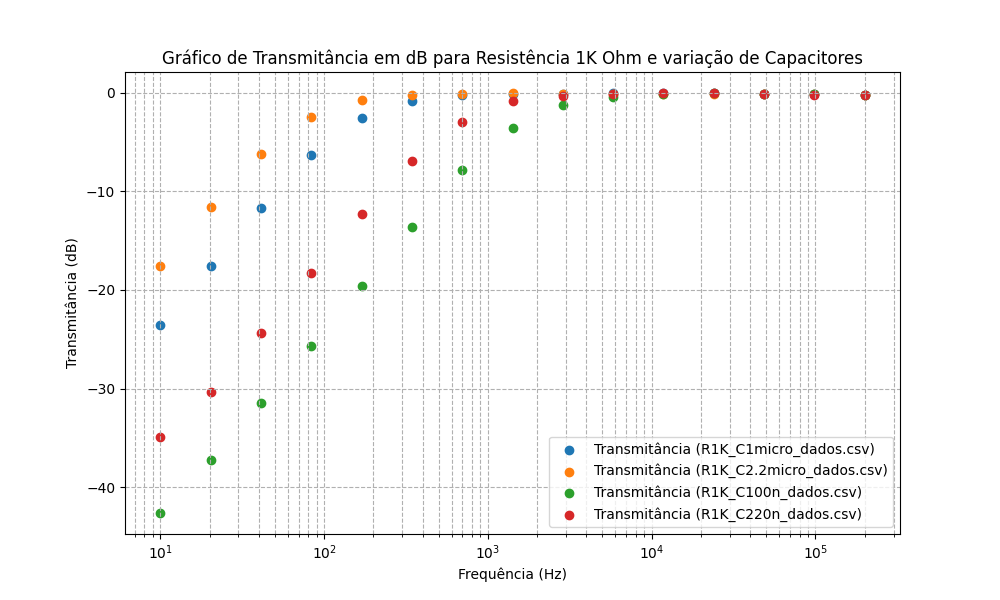 Gráfico de Transmitância em dB para Resistência 1K Ohm e variação de Capacitores
Transmitância (dB)
0
−10
−20
−30
−40
Transmitância (R1K_C1micro_dados.csv)
Transmitância (R1K_C2.2micro_dados.csv)
Transmitância (R1K_C100n_dados.csv)
Transmitância (R1K_C220n_dados.csv)
10¹ 10² 10³ 10⁴ 10⁵
Frequência (Hz)